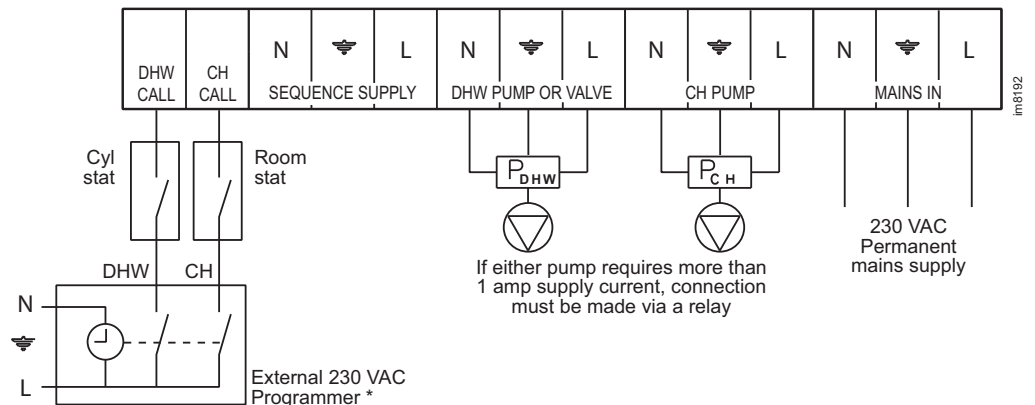 DHW
CALL
CH
CALL
N L
SEQUENCE SUPPLY
N L
DHW PUMP OR VALVE
N L
CH PUMP
N L
MAINS IN
im8192
Cyl
stat
Room
stat
P DHW
P CH
230 VAC
Permanent
mains supply
If either pump requires more than
1 amp supply current, connection
must be made via a relay
DHW CH
N
L
External 230 VAC
Programmer *